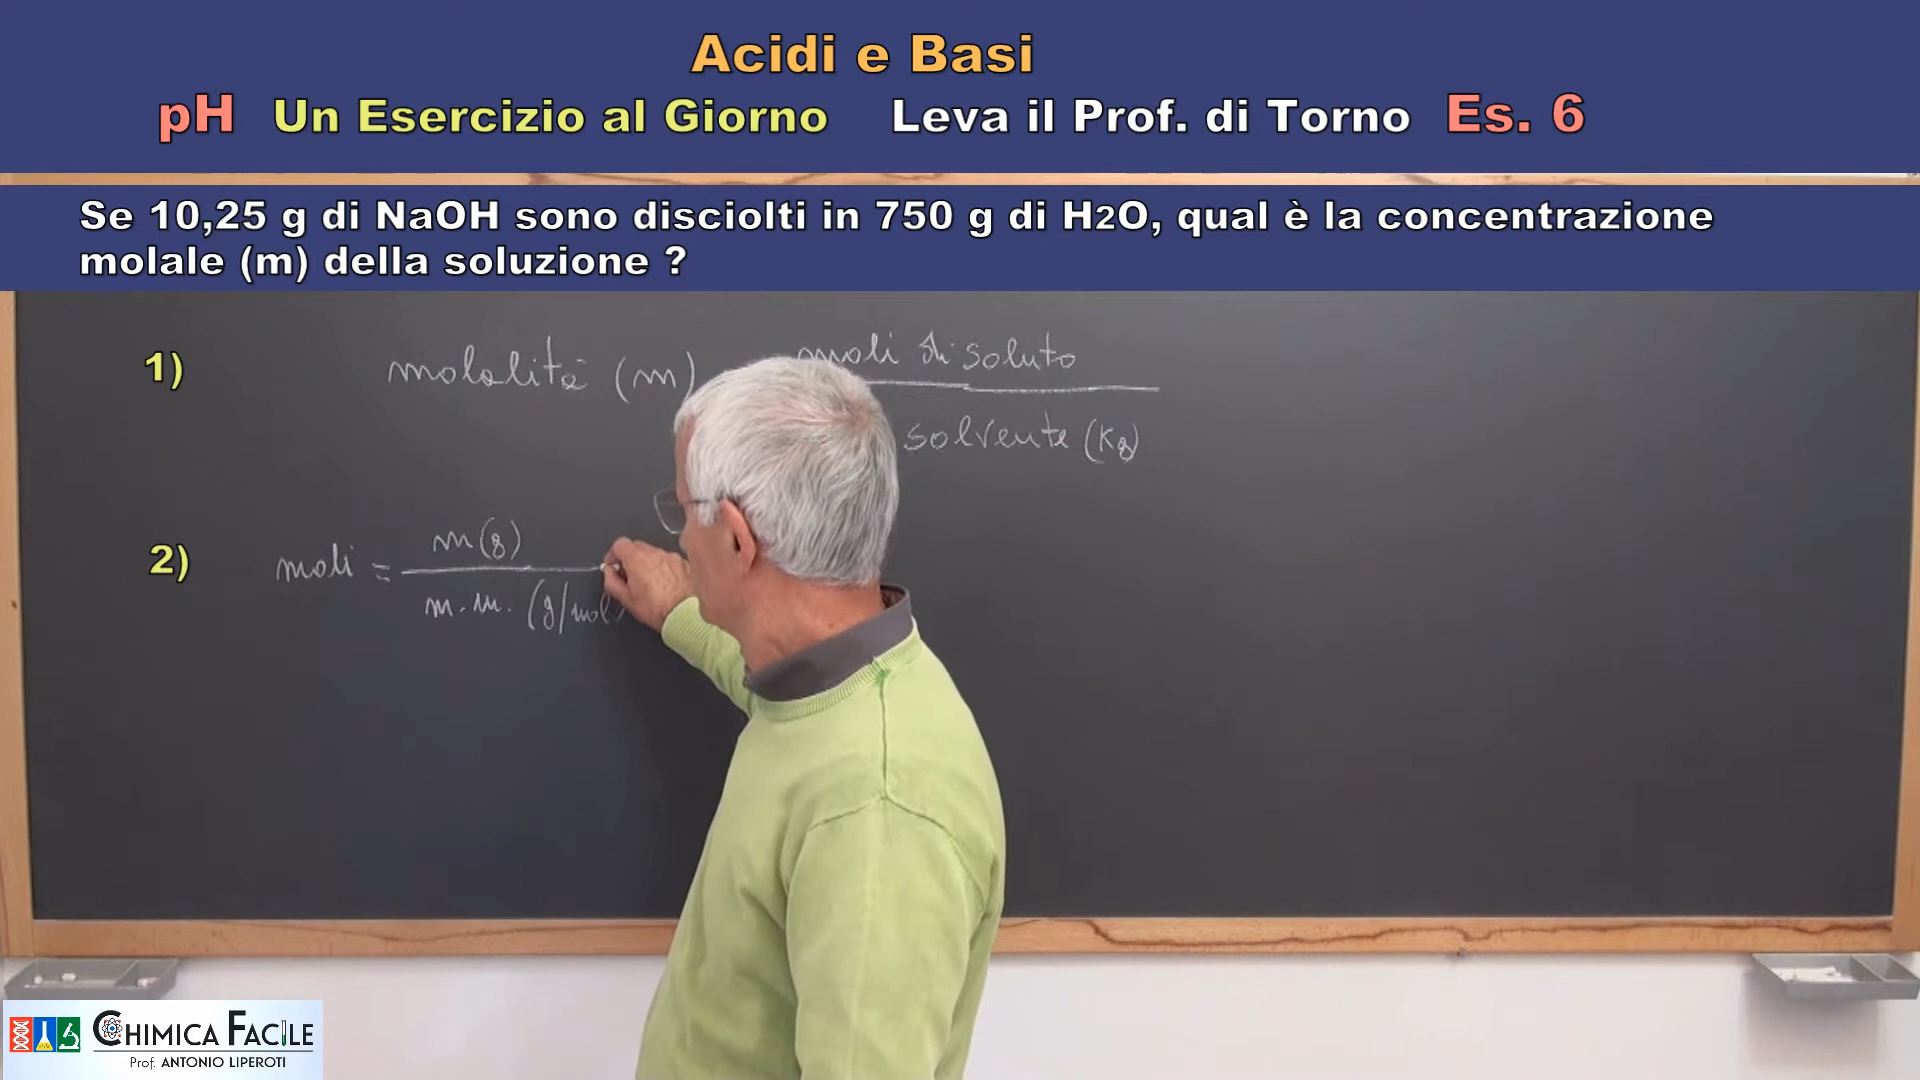 Acidi e Basi
pH Un Esercizio al Giorno Leva il Prof. di Torno Es. 6
Se 10,25 g di NaOH sono disciolti in 750 g di H2O, qual è la concentrazione
molale (m) della soluzione ?
1) molalità (m) moli di soluto
solvente (Kg)
2) moli = m(g)
m.m. (g/mol)
CHIMICA FACILE
Prof. ANTONIO LIPEROTI